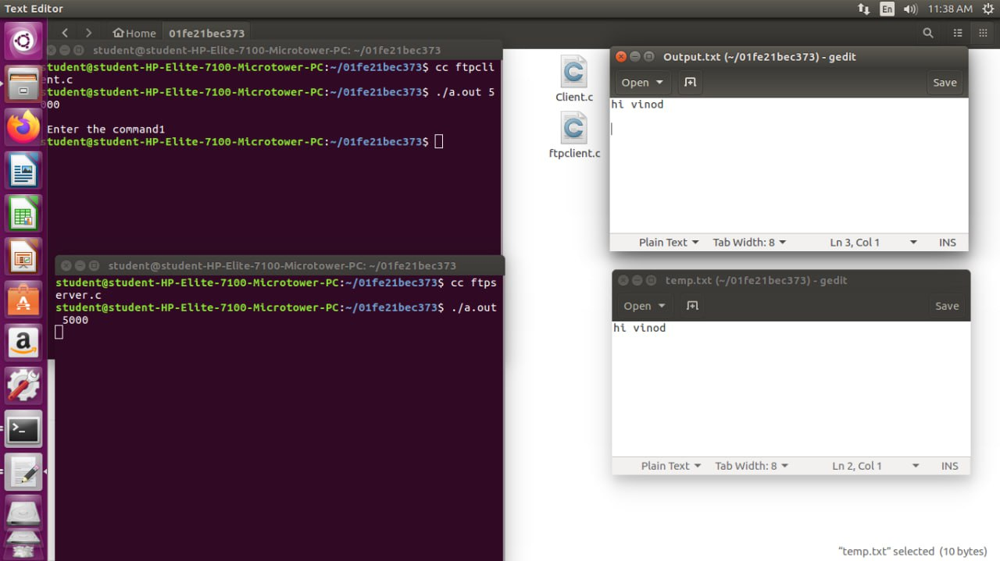 Text Editor
En
11:38 AM
Home
01fe21bec373
student@student-HP-Elite-7100-Microtower-PC: ~/01fe21bec373
student@student-HP-Elite-7100-Microtower-PC:~/01fe21bec373$ cc ftpcli
ent.c
student@student-HP-Elite-7100-Microtower-PC:~/01fe21bec373$ ./a.out 5
000
Enter the command1
student@student-HP-Elite-7100-Microtower-PC:~/01fe21bec373$
student@student-HP-Elite-7100-Microtower-PC: ~/01fe21bec373
student@student-HP-Elite-7100-Microtower-PC:~/01fe21bec373$ cc ftps
erver.c
student@student-HP-Elite-7100-Microtower-PC:~/01fe21bec373$ ./a.out
5000
Client.c
ftpclient.c
Output.txt (~/01fe21bec373) - gedit
Open
Save
hi vinod
Plain Text
Tab Width: 8
Ln 3, Col 1
INS
temp.txt (~/01fe21bec373) - gedit
Open
Save
hi vinod
Plain Text
Tab Width: 8
Ln 2, Col 1
INS
“temp.txt” selected (10 bytes)